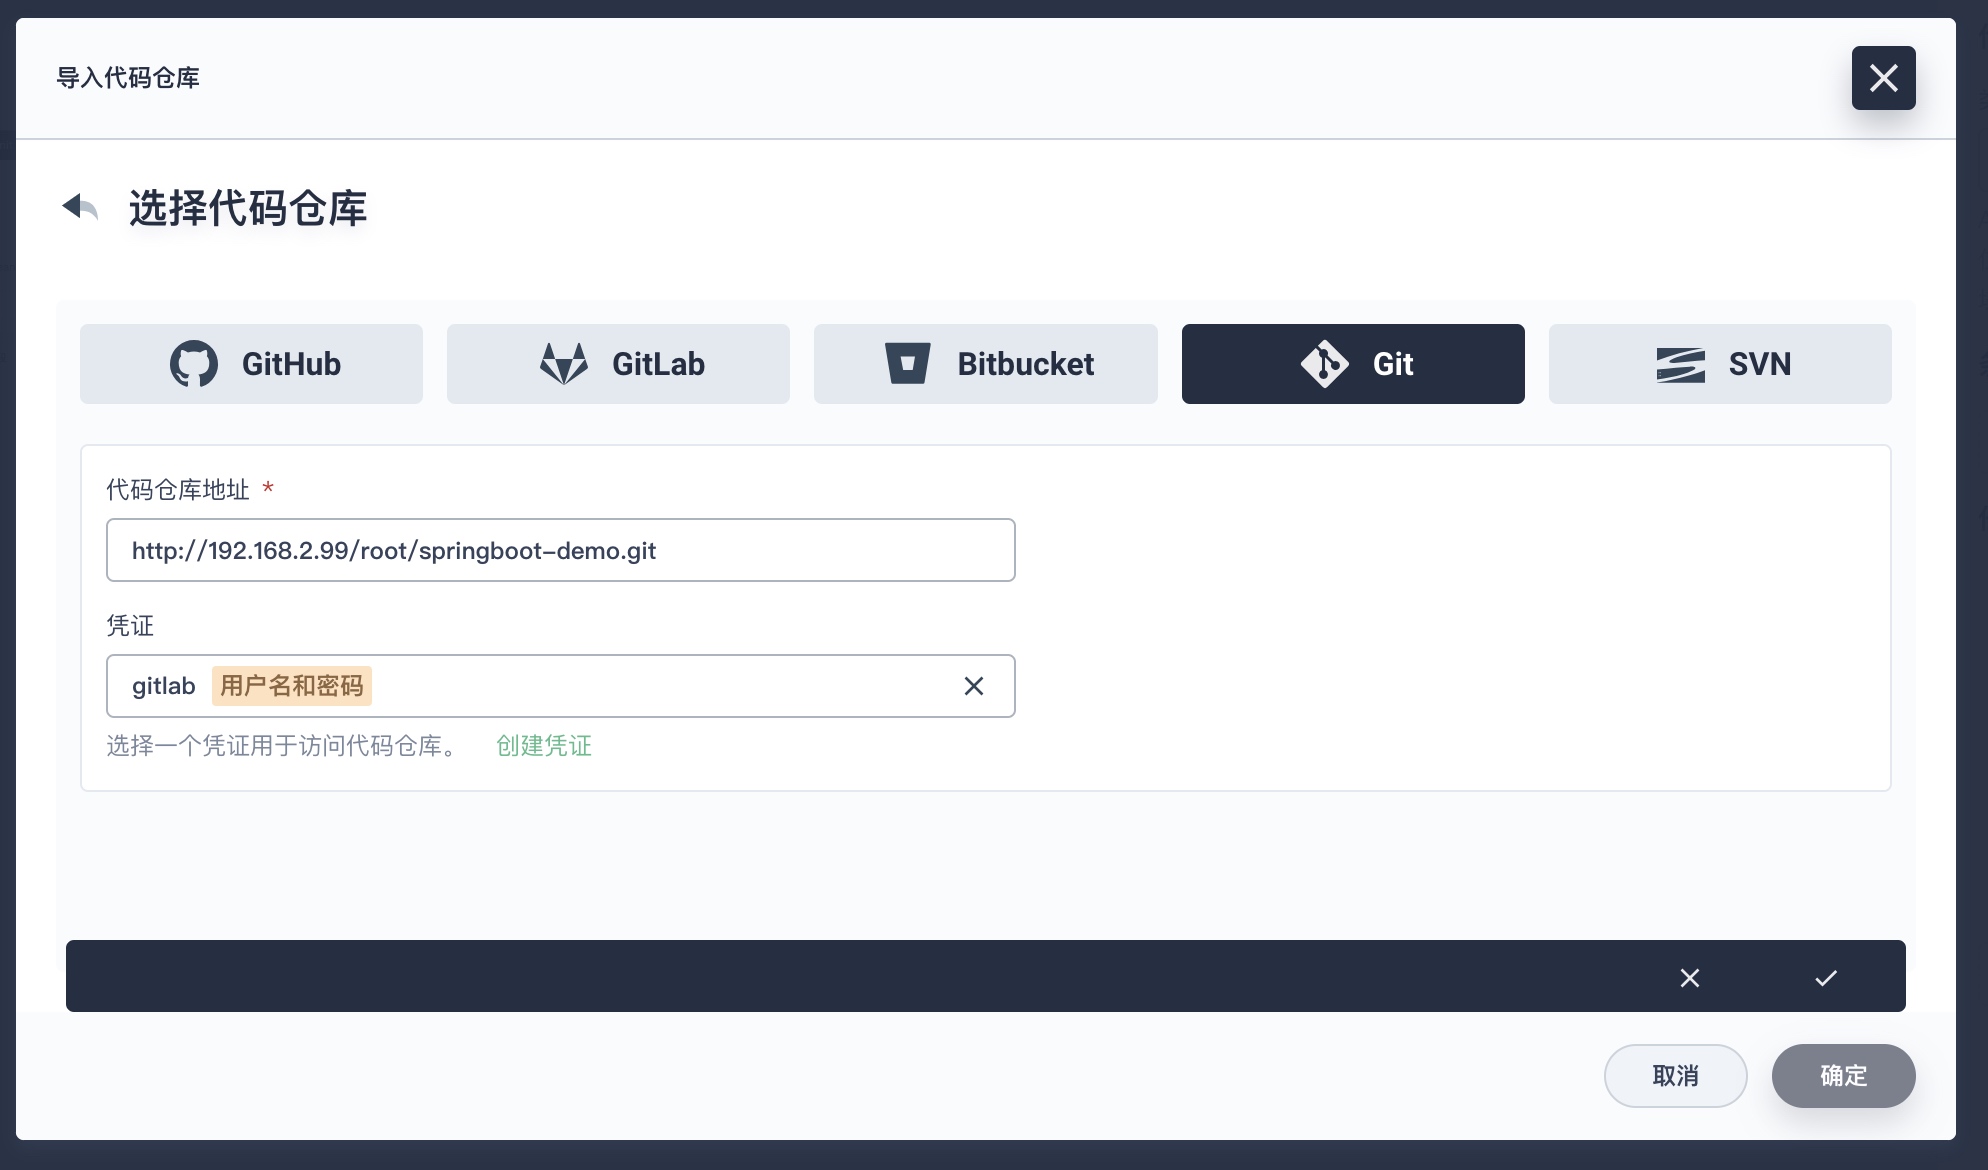 导入代码仓库
选择代码仓库
GitHub GitLab Bitbucket Git SVN
代码仓库地址 *
http://192.168.2.99/root/springboot-demo.git
凭证
gitlab 用户名和密码
选择一个凭证用于访问代码仓库。 创建凭证
取消 确定